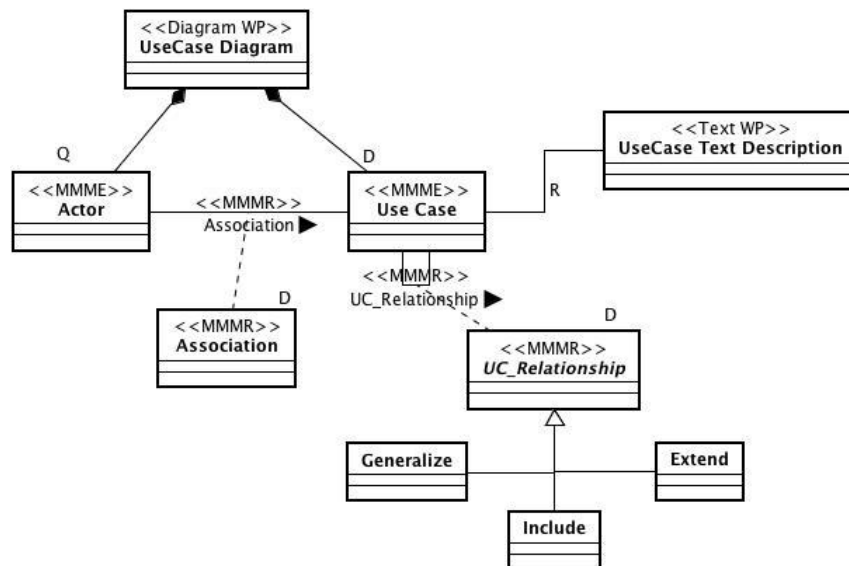 <<Diagram WP>>
UseCase Diagram
<<Text WP>>
UseCase Text Description
Q
D
R
<<MMME>>
Actor
<<MMMR>>
Association ▶
<<MMME>>
Use Case
<<MMMR>>
UC_Relationship ▶
D
<<MMMR>>
Association
D
<<MMMR>>
UC_Relationship
Generalize
Extend
Include